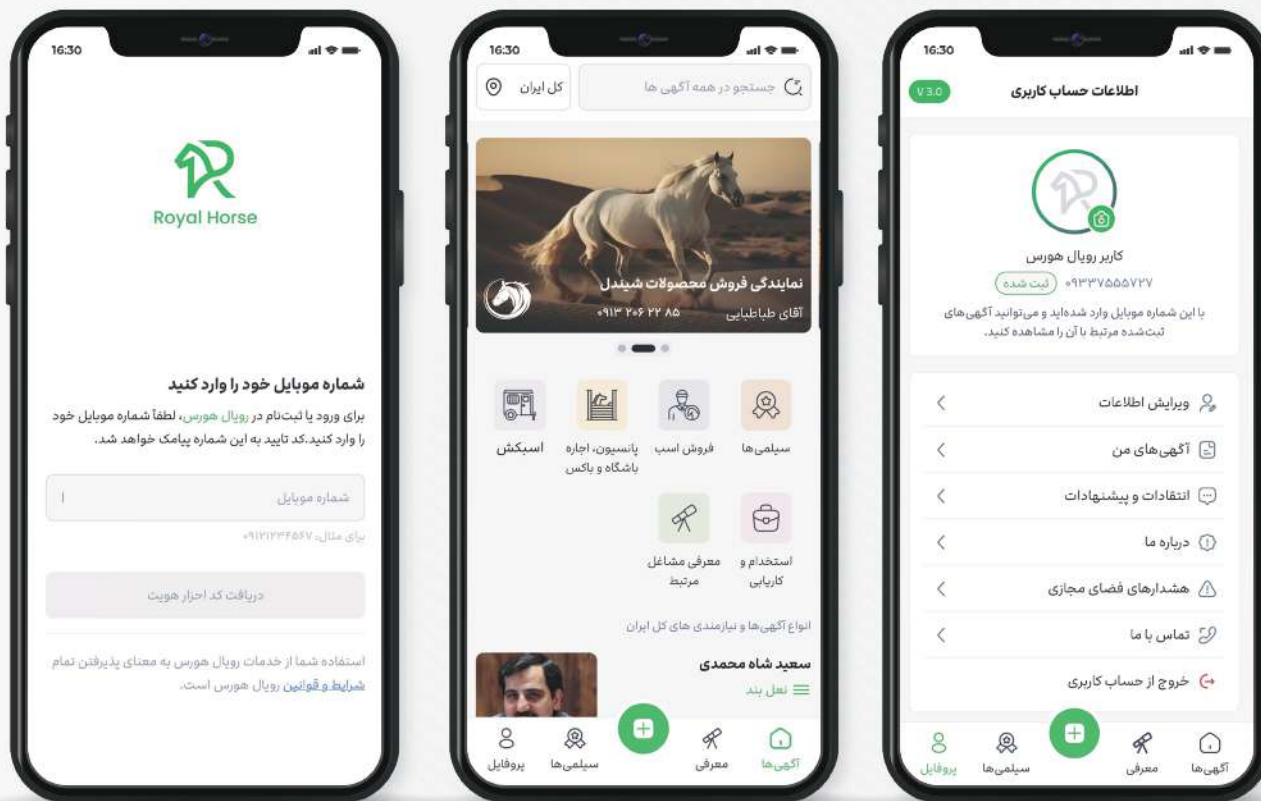 16:30
Royal Horse
شماره موبایل خود را وارد کنید
برای ورود یا ثبت‌نام در رویال هورس، لطفاً شماره موبایل خود
را وارد کنید.کد تایید به این شماره پیامک خواهد شد.
شماره موبایل
برای مثال: ۰۹۱۲۱۲۳۴۵۶۷
دریافت کد احراز هویت
استفاده شما از خدمات رویال هورس به معنای پذیرفتن تمام
شرایط و قوانین رویال هورس است.
16:30
جستجو در همه آگهی ها
کل ایران
نمایندگی فروش محصولات شیندل
آقای طباطبایی ۰۹۱۳ ۲۰۶ ۲۲ ۸۵
سیلمی‌ها
فروش اسب
پانسیون، اجاره
باشگاه و باکس
اسبکش
استخدام و
کاریابی
معرفی مشاغل
مرتبط
انواع آگهی‌ها و نیازمندی های کل ایران
سعید شاه محمدی
نعل بند
آگهی‌ها
معرفی
سیلمی‌ها
پروفایل
16:30
اطلاعات حساب کاربری
V 3.0
کاربر رویال هورس
۰۹۳۳۷۵۵۵۷۲۷ ثبت شده
با این شماره موبایل وارد شده‌اید و می‌توانید آگهی‌های
ثبت‌شده مرتبط با آن را مشاهده کنید.
ویرایش اطلاعات
آگهی‌های من
انتقادات و پیشنهادات
درباره ما
هشدارهای فضای مجازی
تماس با ما
خروج از حساب کاربری
آگهی‌ها
معرفی
سیلمی‌ها
پروفایل